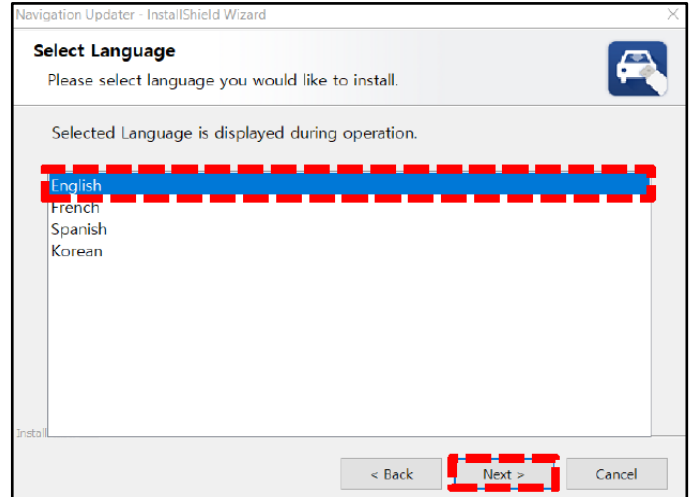 Navigation Updater - InstallShield Wizard
Select Language
Please select language you would like to install.
Selected Language is displayed during operation.
English
French
Spanish
Korean
Install
< Back Next > Cancel